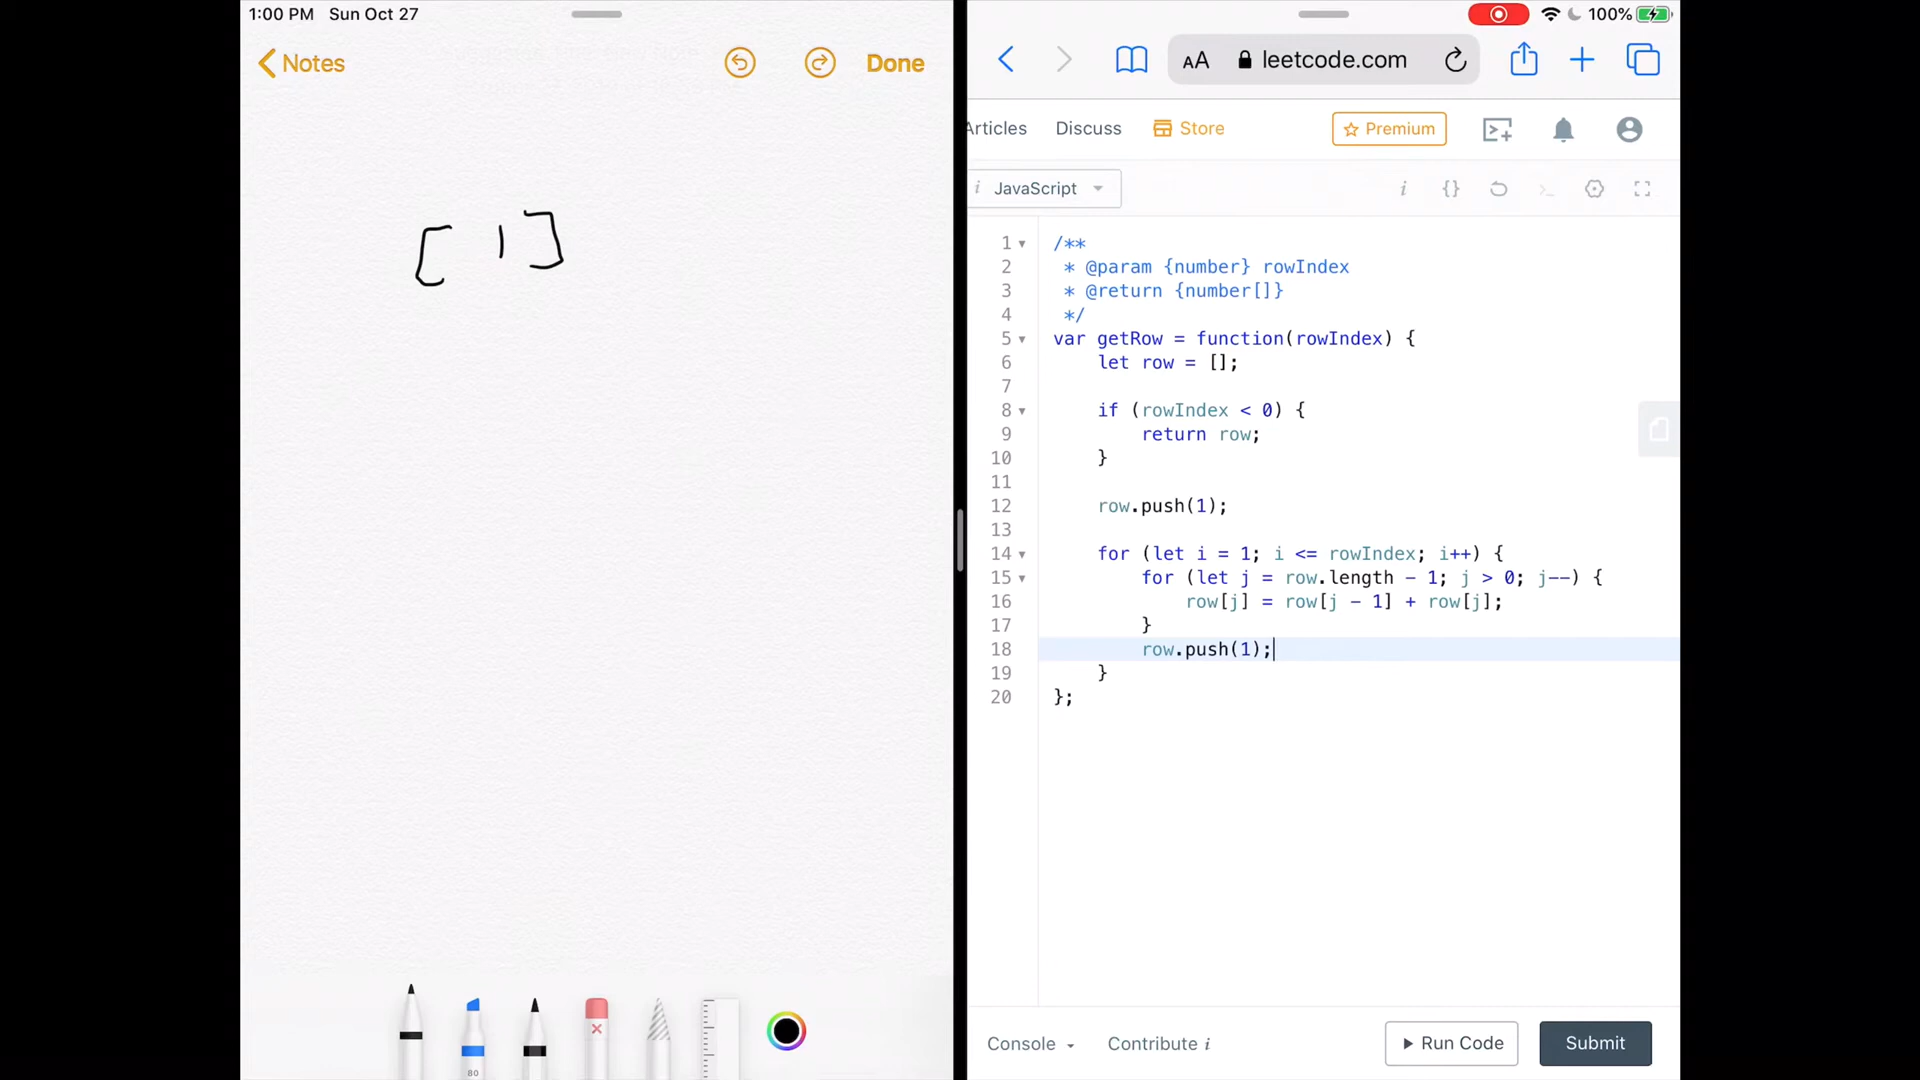 1:00 PM Sun Oct 27
Notes
Done
[ 1 ]
80
100%
AA leetcode.com
Articles Discuss Store Premium
i JavaScript
1 /**
2 * @param {number} rowIndex
3 * @return {number[]}
4 */
5 var getRow = function(rowIndex) {
6 let row = [];
7
8 if (rowIndex < 0) {
9 return row;
10 }
11
12 row.push(1);
13
14 for (let i = 1; i <= rowIndex; i++) {
15 for (let j = row.length - 1; j > 0; j--) {
16 row[j] = row[j - 1] + row[j];
17 }
18 row.push(1);
19 }
20 };
Console Contribute i Run Code Submit